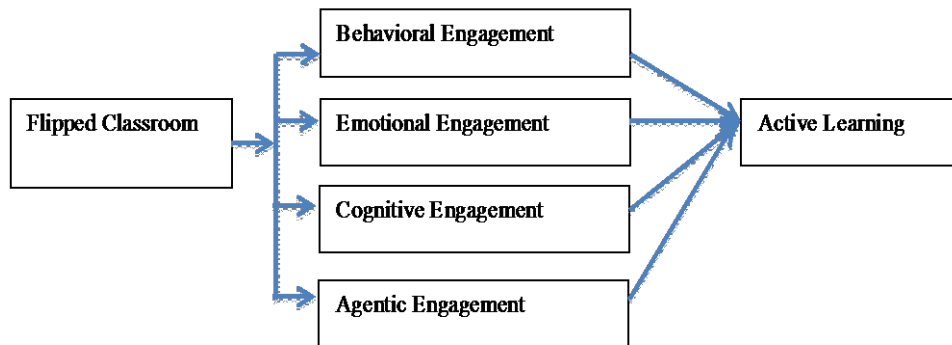 Behavioral Engagement
Flipped Classroom
Emotional Engagement
Active Learning
Cognitive Engagement
Agentic Engagement